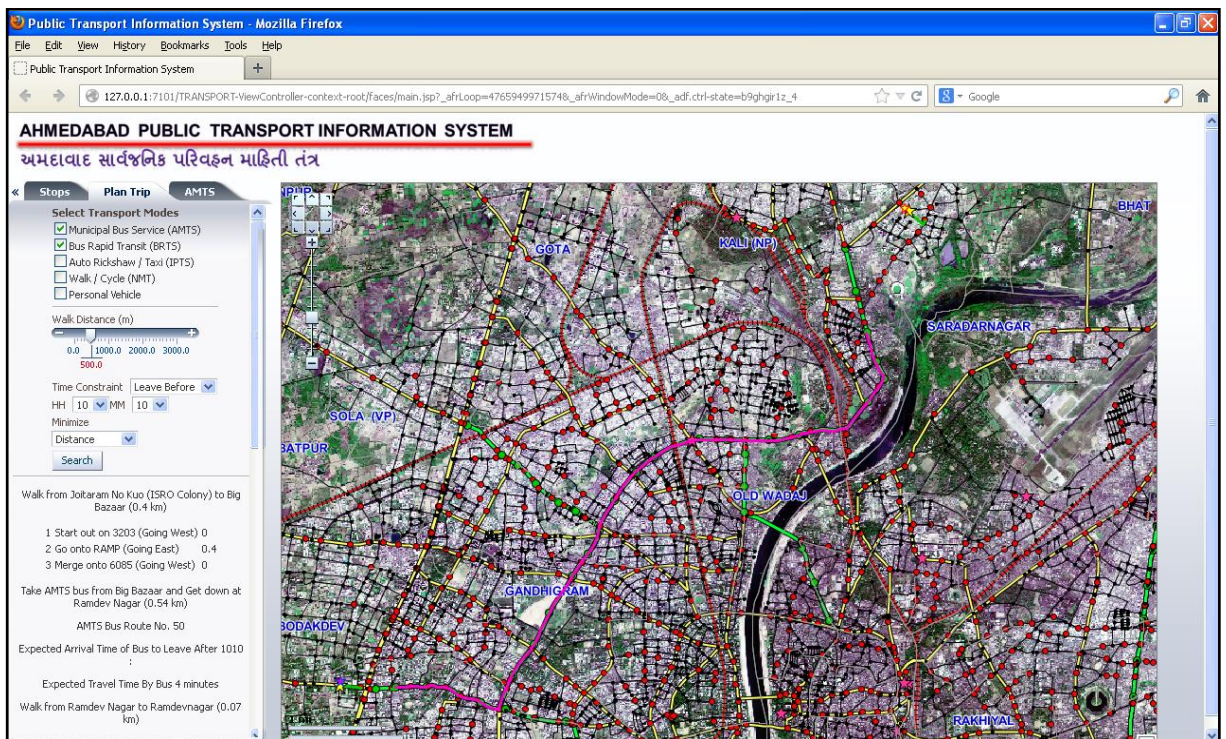 Public Transport Information System - Mozilla Firefox
File Edit View History Bookmarks Tools Help
Public Transport Information System
127.0.0.1:7101/TRANSPORT-ViewController-context-root/faces/main.jsp?_afrLoop=4765949971574&_afrWindowMode=0&_adf.ctrl-state=b9ghgir1z_4
Google
AHMEDABAD PUBLIC TRANSPORT INFORMATION SYSTEM
અમદાવાદ સાર્વજનિક પરિવહન માહિતી તંત્ર
Stops Plan Trip AMTS
Select Transport Modes
Municipal Bus Service (AMTS)
Bus Rapid Transit (BRTS)
Auto Rickshaw / Taxi (IPTS)
Walk / Cycle (NMT)
Personal Vehicle
Walk Distance (m)
0.0 1000.0 2000.0 3000.0
500.0
Time Constraint Leave Before
HH 10 MM 10
Minimize
Distance
Search
Walk from Joitaram No Kuo (ISRO Colony) to Big
Bazaar (0.4 km)
1 Start out on 3203 (Going West) 0
2 Go onto RAMP (Going East) 0.4
3 Merge onto 6085 (Going West) 0
Take AMTS bus from Big Bazaar and Get down at
Ramdev Nagar (0.54 km)
AMTS Bus Route No. 50
Expected Arrival Time of Bus to Leave After 1010
:
Expected Travel Time By Bus 4 minutes
Walk from Ramdev Nagar to Ramdevnagar (0.07
km)
BHAT
GOTA
KALI (NP)
SARADARNAGAR
SOLA (VP)
BATPUR
OLD WADAJ
GANDHIGRAM
BODAKDEV
RAKHIYAL